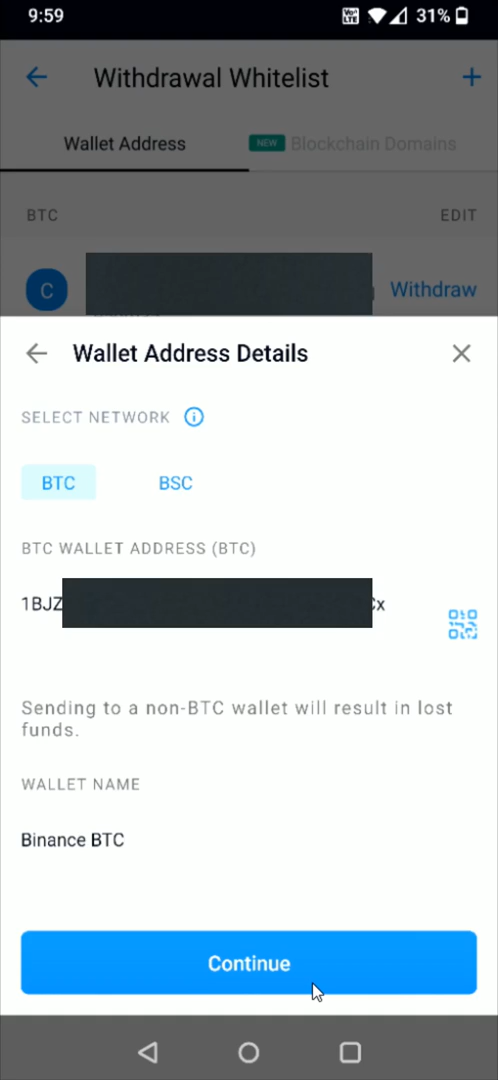 9:59
31%
Withdrawal Whitelist
Wallet Address
NEW Blockchain Domains
BTC
EDIT
C
Withdraw
Wallet Address Details
SELECT NETWORK
BTC
BSC
BTC WALLET ADDRESS (BTC)
1BJZ
x
Sending to a non-BTC wallet will result in lost
funds.
WALLET NAME
Binance BTC
Continue